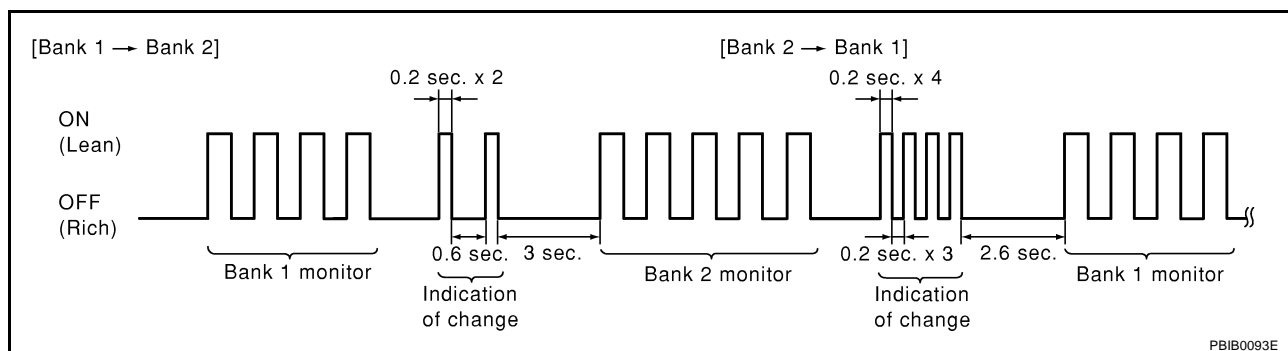 [Bank 1 → Bank 2]
[Bank 2 → Bank 1]
0.2 sec. x 2
0.2 sec. x 4
ON
(Lean)
OFF
(Rich)
0.6 sec.
3 sec.
0.2 sec. x 3
2.6 sec.
Bank 1 monitor
Indication
of change
Bank 2 monitor
Indication
of change
Bank 1 monitor
PBIB0093E